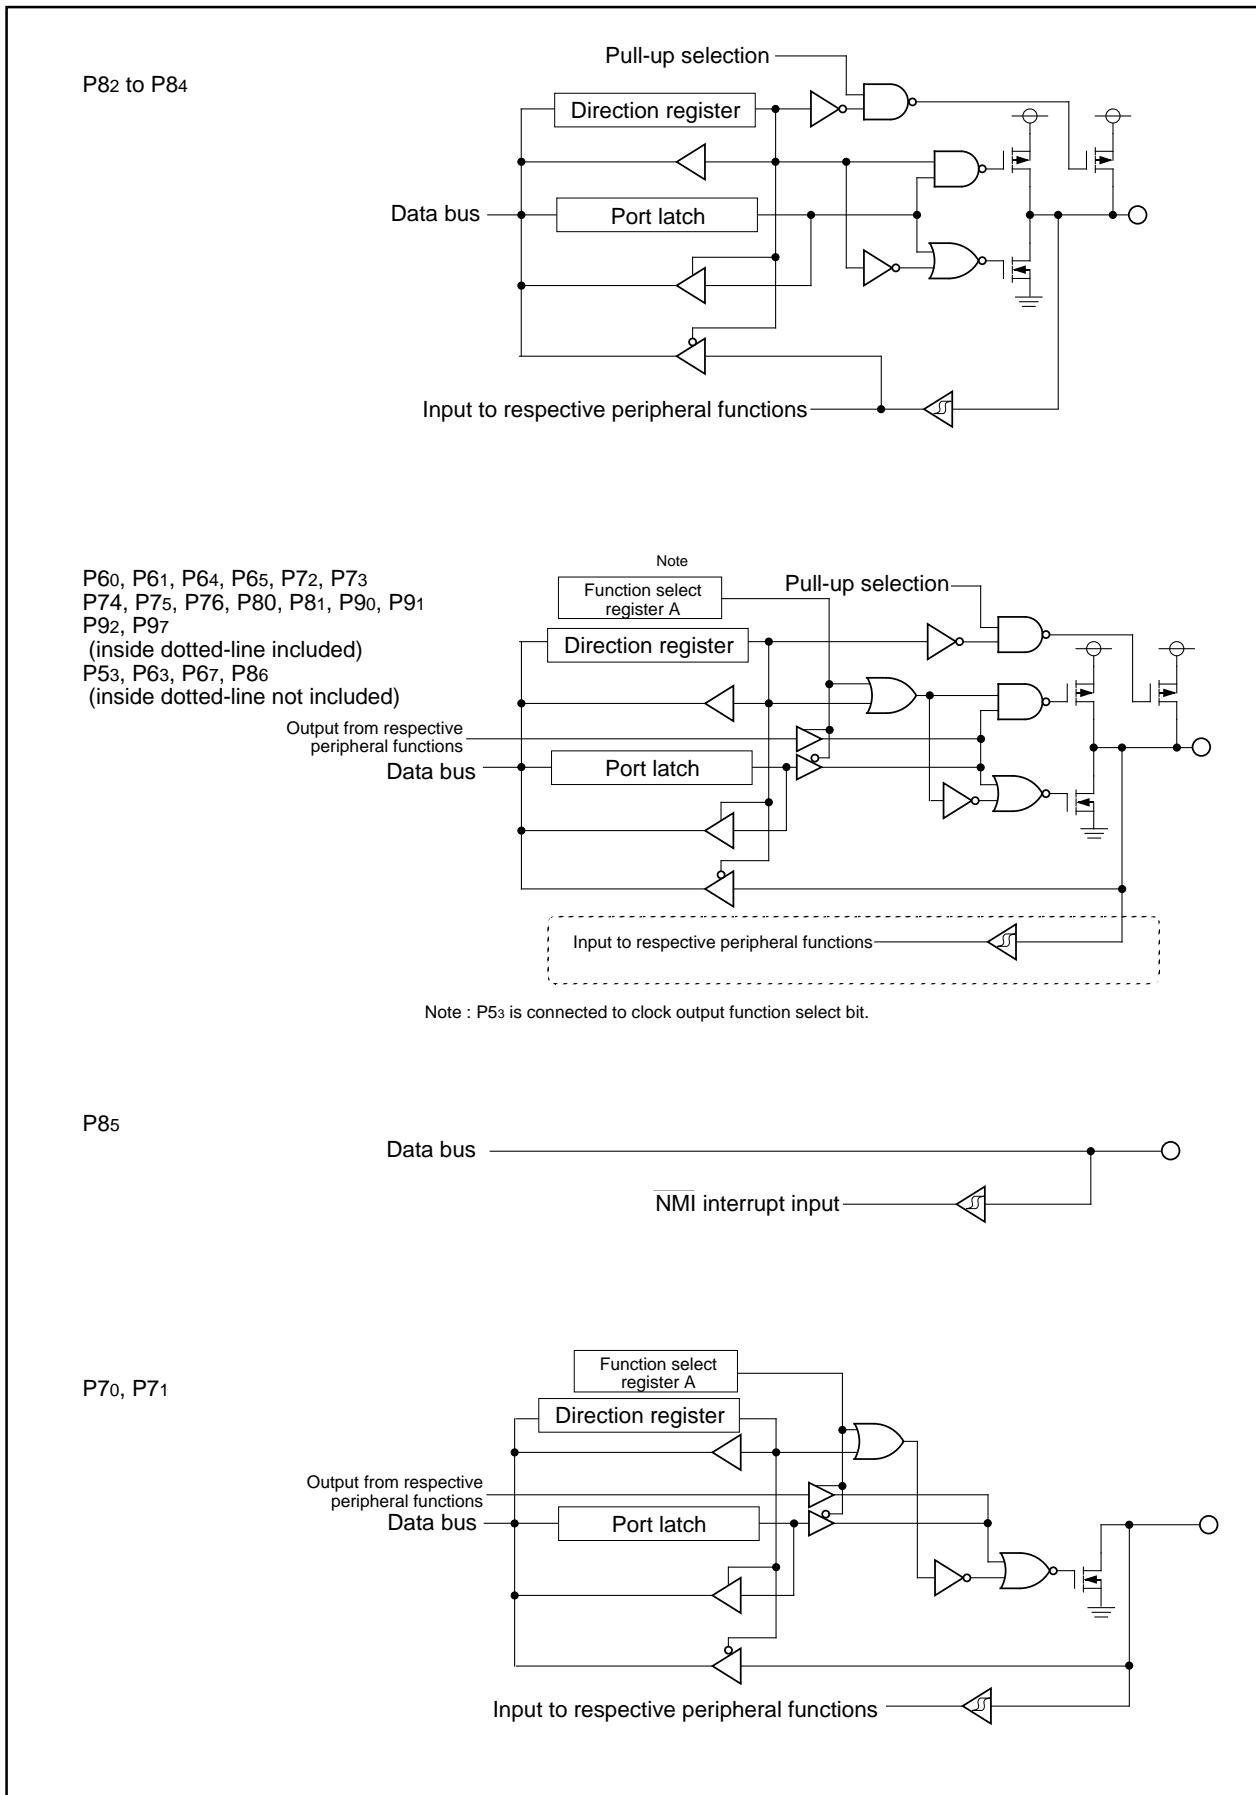 Pull-up selection
P82 to P84
Direction register
Data bus
Port latch
Input to respective peripheral functions
Note
P60, P61, P64, P65, P72, P73
P74, P75, P76, P80, P81, P90, P91
P92, P97
(inside dotted-line included)
P53, P63, P67, P86
(inside dotted-line not included)
Function select
register A
Pull-up selection
Direction register
Output from respective
peripheral functions
Data bus
Port latch
Input to respective peripheral functions
Note : P53 is connected to clock output function select bit.
P85
Data bus
NMI interrupt input
P70, P71
Function select
register A
Direction register
Output from respective
peripheral functions
Data bus
Port latch
Input to respective peripheral functions